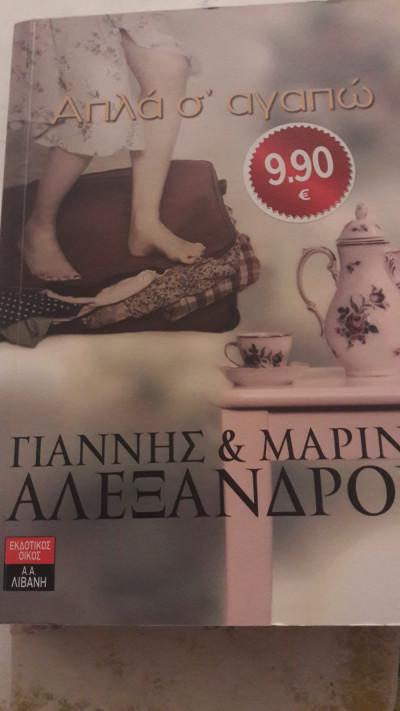 Απλά σ' αγαπώ
9.90
€
ΓΙΑΝΝΗΣ & ΜΑΡΙΝ
ΑΛΕΞΑΝΔΡΟ
ΕΚΔΟΤΙΚΟΣ
ΟΙΚΟΣ
Α.Α.
ΛΙΒΑΝΗ